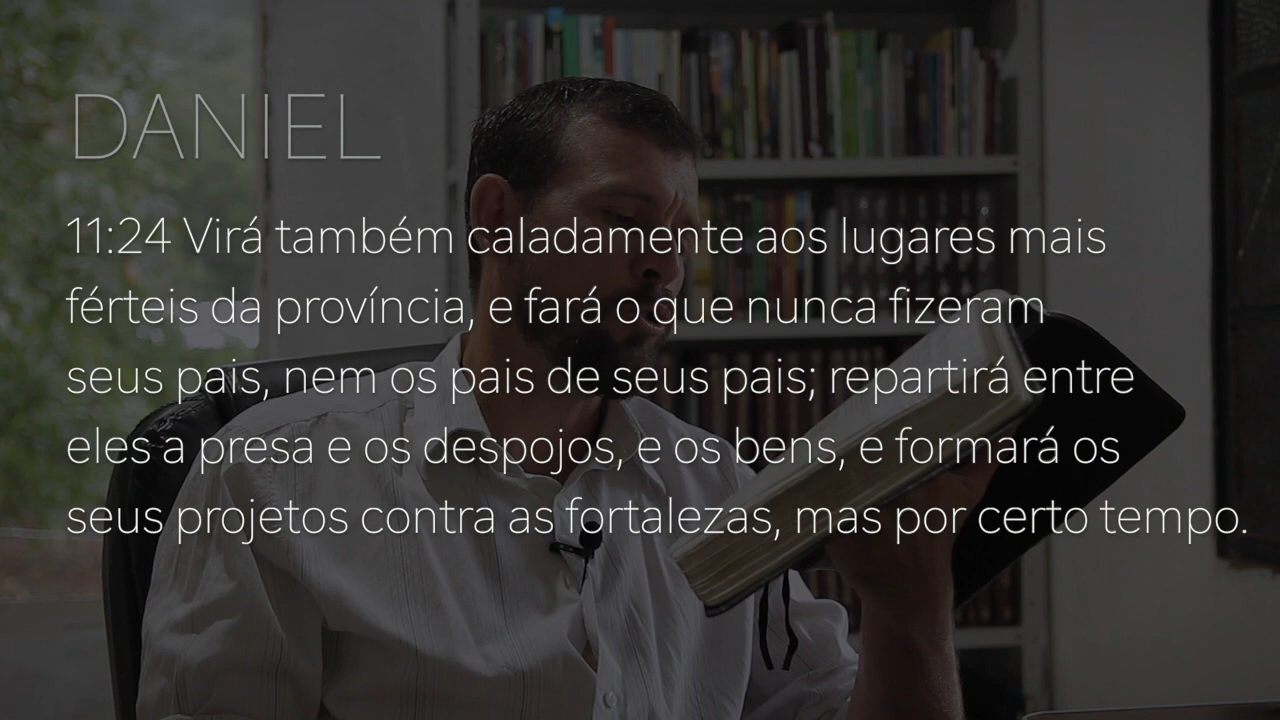 DANIEL
11:24 Virá também caladamente aos lugares mais
férteis da província, e fará o que nunca fizeram
seus pais, nem os pais de seus pais; repartirá entre
eles a presa e os despojos, e os bens, e formará os
seus projetos contra as fortalezas, mas por certo tempo.